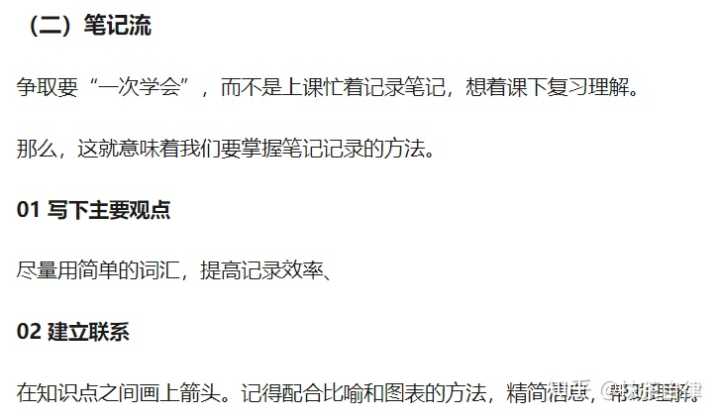 （二）笔记流
争取要“一次学会”，而不是上课忙着记录笔记，想着课下复习理解。
那么，这就意味着我们要掌握笔记记录的方法。
01 写下主要观点
尽量用简单的词汇，提高记录效率、
02 建立联系
在知识点之间画上箭头。记得配合比喻和图表的方法，精简信息，帮助理解。
知乎